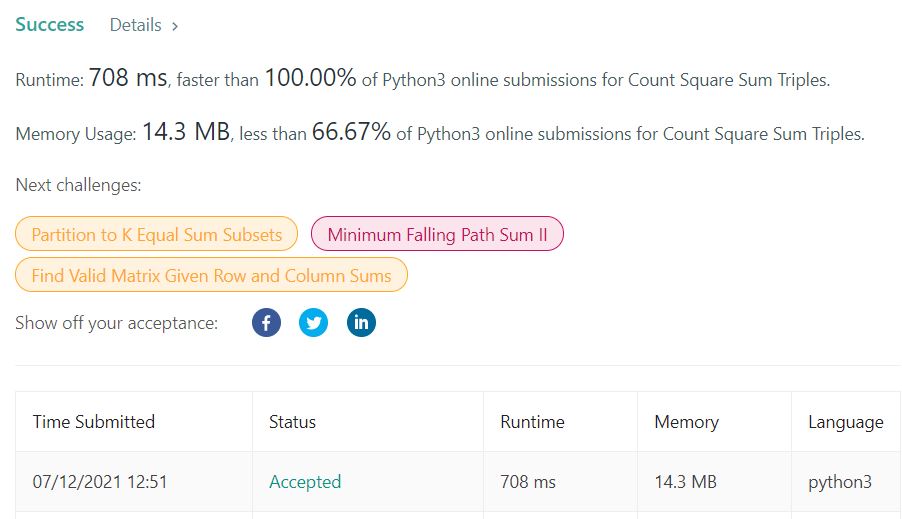 Success Details >
Runtime: 708 ms, faster than 100.00% of Python3 online submissions for Count Square Sum Triples.
Memory Usage: 14.3 MB, less than 66.67% of Python3 online submissions for Count Square Sum Triples.
Next challenges:
Partition to K Equal Sum Subsets Minimum Falling Path Sum II
Find Valid Matrix Given Row and Column Sums
Show off your acceptance: f in
Time Submitted Status Runtime Memory Language
07/12/2021 12:51 Accepted 708 ms 14.3 MB python3